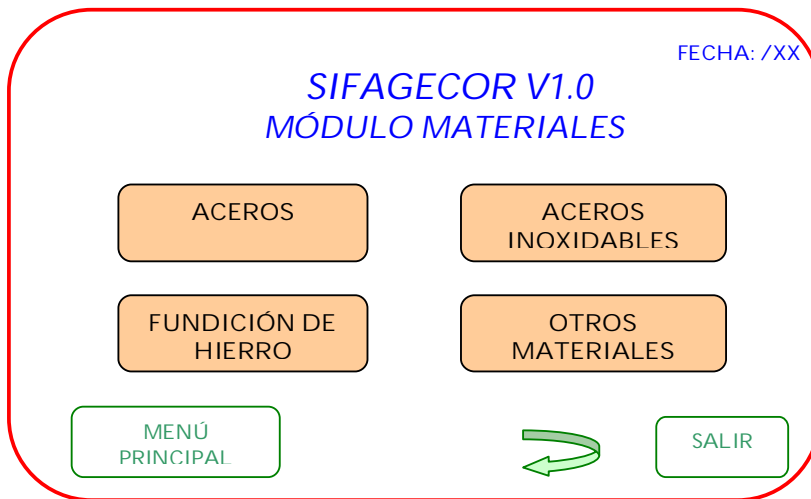 FECHA: /XX
SIFAGECOR V1.0
MÓDULO MATERIALES
ACEROS
ACEROS
INOXIDABLES
FUNDICIÓN DE
HIERRO
OTROS
MATERIALES
MENÚ
PRINCIPAL
SALIR